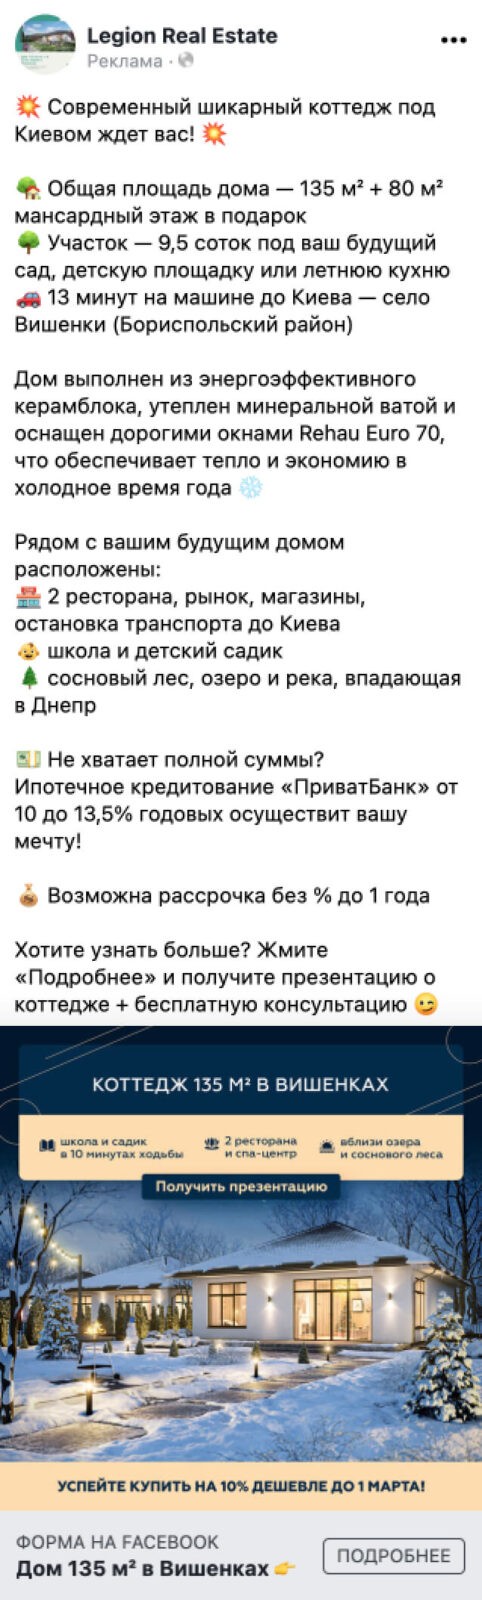 Legion Real Estate
Реклама ·
💥 Современный шикарный коттедж под
Киевом ждет вас! 💥
🏡 Общая площадь дома — 135 м² + 80 м²
мансардный этаж в подарок
🌳 Участок — 9,5 соток под ваш будущий
сад, детскую площадку или летнюю кухню
🚗 13 минут на машине до Киева — село
Вишенки (Бориспольский район)
Дом выполнен из энергоэффективного
керамблока, утеплен минеральной ватой и
оснащен дорогими окнами Rehau Euro 70,
что обеспечивает тепло и экономию в
холодное время года ❄️
Рядом с вашим будущим домом
расположены:
🏪 2 ресторана, рынок, магазины,
остановка транспорта до Киева
👶 школа и детский садик
🌲 сосновый лес, озеро и река, впадающая
в Днепр
💵 Не хватает полной суммы?
Ипотечное кредитование «ПриватБанк» от
10 до 13,5% годовых осуществит вашу
мечту!
💰 Возможна рассрочка без % до 1 года
Хотите узнать больше? Жмите
«Подробнее» и получите презентацию о
коттедже + бесплатную консультацию 😉
КОТТЕДЖ 135 М² В ВИШЕНКАХ
школа и садик
в 10 минутах ходьбы
2 ресторана
и спа-центр
вблизи озера
и соснового леса
Получить презентацию
УСПЕЙТЕ КУПИТЬ НА 10% ДЕШЕВЛЕ ДО 1 МАРТА!
ФОРМА НА FACEBOOK
Дом 135 м² в Вишенках 👉
ПОДРОБНЕЕ